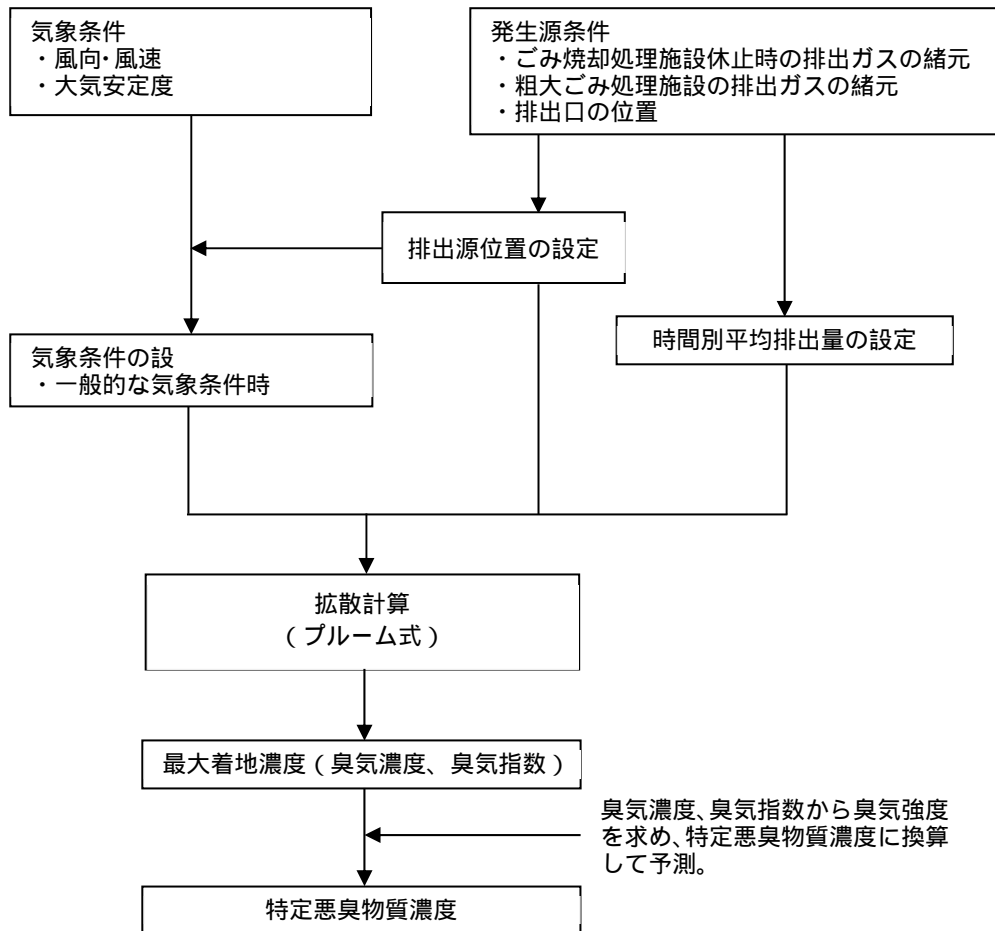 気象条件
・風向・風速
・大気安定度
発生源条件
・ごみ焼却処理施設休止時の排出ガスの緒元
・粗大ごみ処理施設の排出ガスの緒元
・排出口の位置
排出源位置の設定
気象条件の設
・一般的な気象条件時
時間別平均排出量の設定
拡散計算
(プルーム式)
最大着地濃度(臭気濃度、臭気指数)
臭気濃度、臭気指数から臭気強度
を求め、特定悪臭物質濃度に換算
して予測。
特定悪臭物質濃度